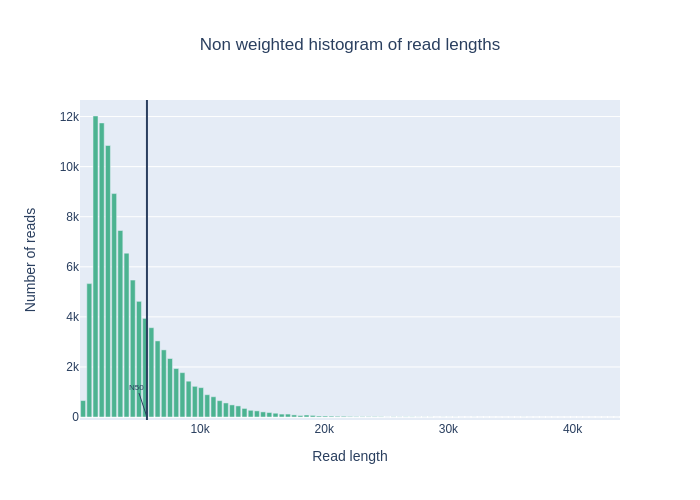 Non weighted histogram of read lengths
Number of reads
12k
10k
8k
6k
4k
2k
0
N50
10k
20k
30k
40k
Read length